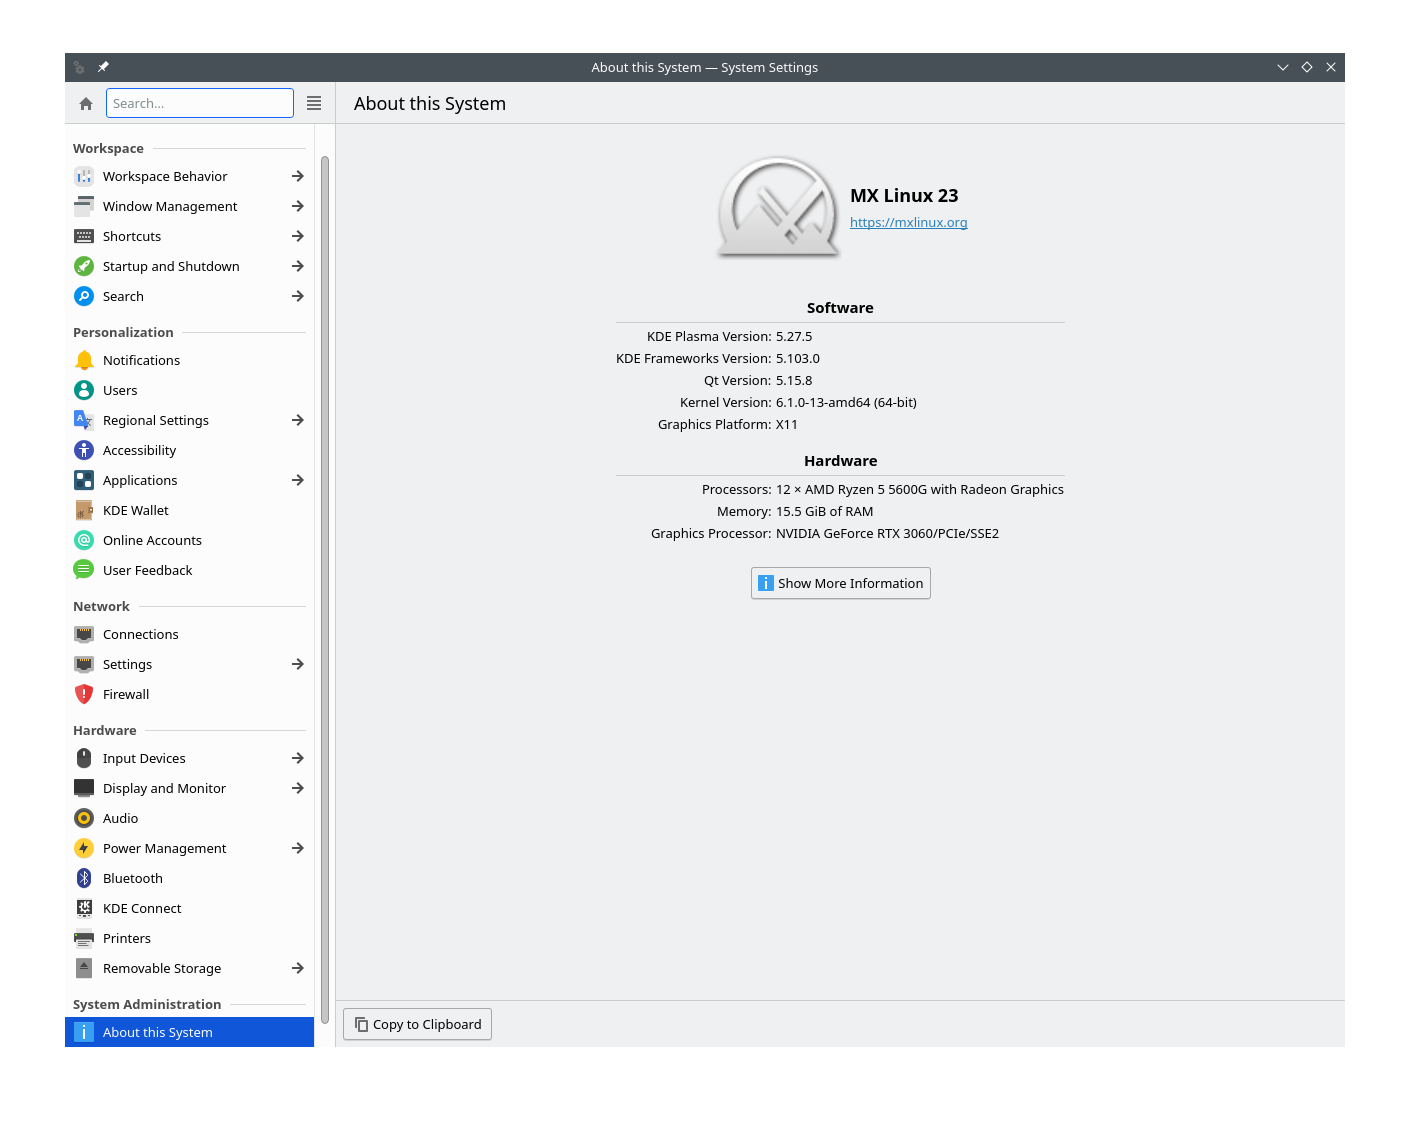 About this System — System Settings
Search...
About this System
Workspace
Workspace Behavior
Window Management
Shortcuts
Startup and Shutdown
Search
Personalization
Notifications
Users
Regional Settings
Accessibility
Applications
KDE Wallet
Online Accounts
User Feedback
Network
Connections
Settings
Firewall
Hardware
Input Devices
Display and Monitor
Audio
Power Management
Bluetooth
KDE Connect
Printers
Removable Storage
System Administration
About this System
MX Linux 23
https://mxlinux.org
Software
KDE Plasma Version: 5.27.5
KDE Frameworks Version: 5.103.0
Qt Version: 5.15.8
Kernel Version: 6.1.0-13-amd64 (64-bit)
Graphics Platform: X11
Hardware
Processors: 12 × AMD Ryzen 5 5600G with Radeon Graphics
Memory: 15.5 GiB of RAM
Graphics Processor: NVIDIA GeForce RTX 3060/PCIe/SSE2
Show More Information
Copy to Clipboard